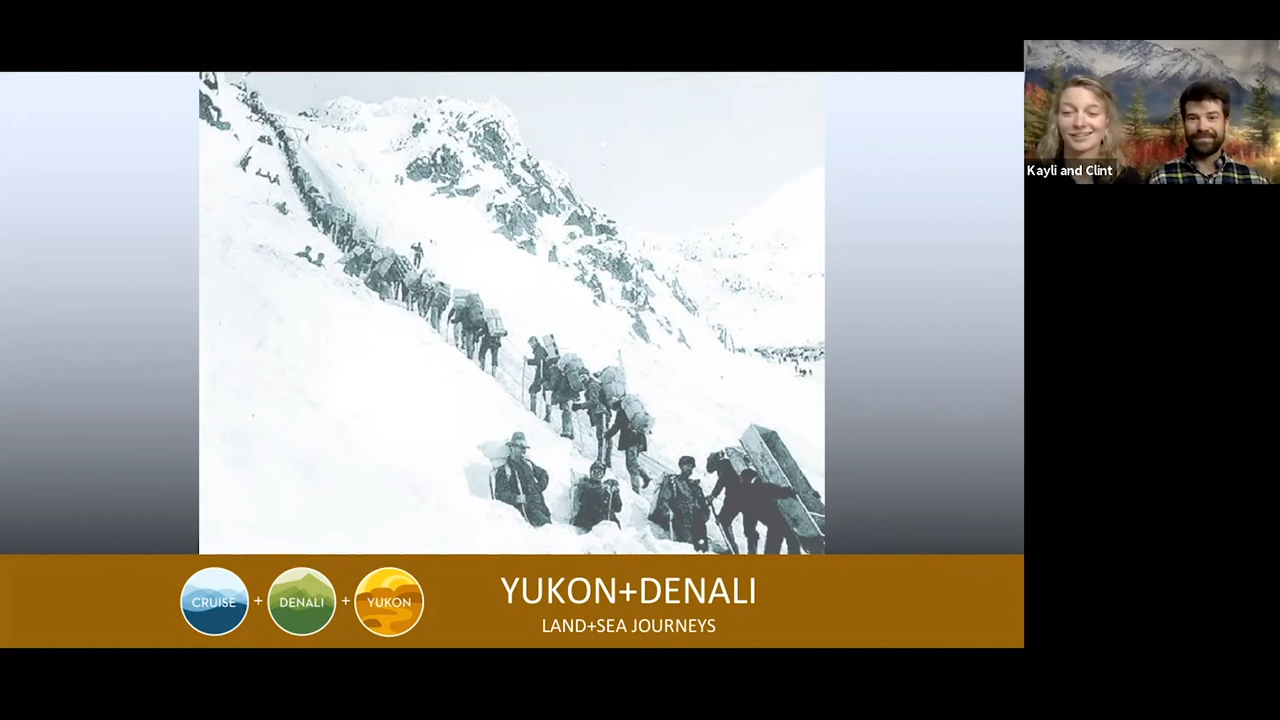 Kayli and Clint
CRUISE + DENALI + YUKON
YUKON+DENALI
LAND+SEA JOURNEYS